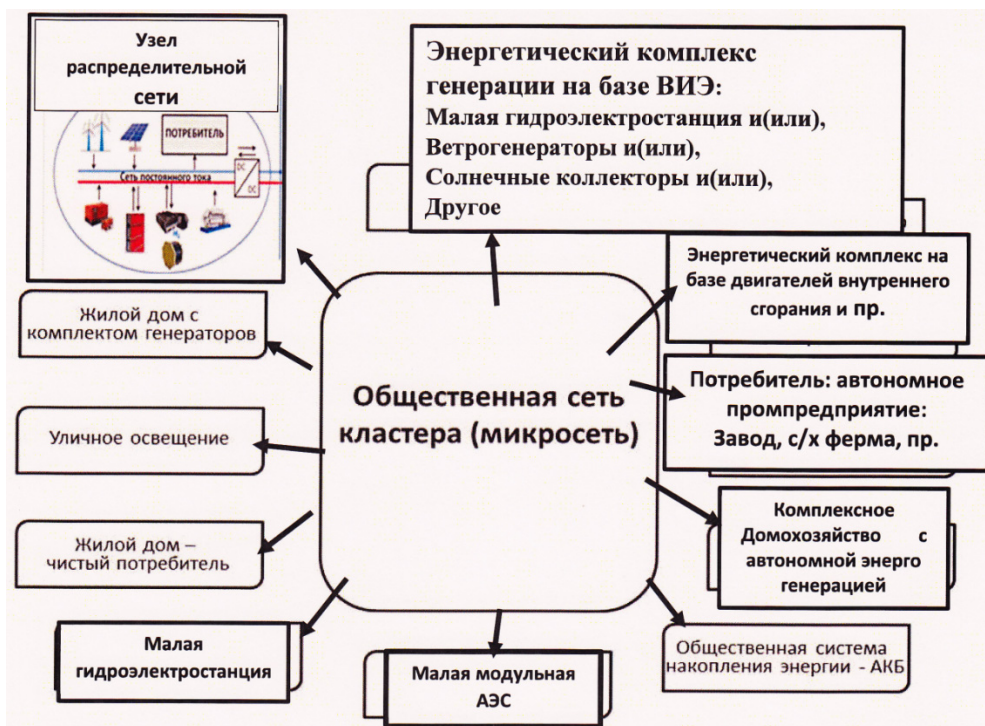 Узел
распределительной
сети
ПОТРЕБИТЕЛЬ
Сеть постоянного тока
DC
DC
Энергетический комплекс
генерации на базе ВИЭ:
Малая гидроэлектростанция и(или),
Ветрогенераторы и(или),
Солнечные коллекторы и(или),
Другое
Энергетический комплекс на
базе двигателей внутреннего
сгорания и пр.
Жилой дом с
комплектом генераторов
Потребитель: автономное
промпредприятие:
Завод, с/х ферма, пр.
Общественная сеть
кластера (микросеть)
Уличное освещение
Комплексное
Домохозяйство с
автономной энерго
генерацией
Жилой дом –
чистый потребитель
Малая
гидроэлектростанция
Малая модульная
АЭС
Общественная система
накопления энергии - АКБ